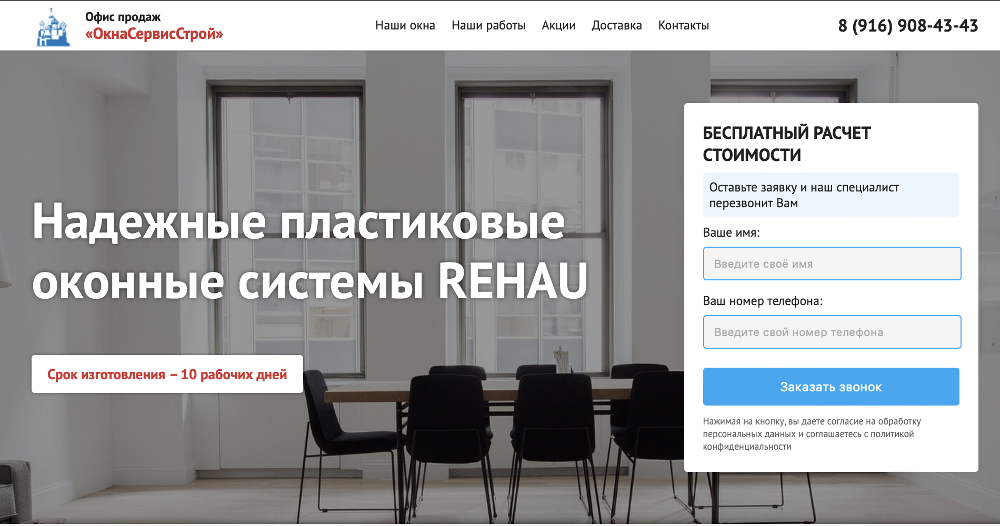 Офис продаж
«ОкнаСервисСтрой»
Наши окна Наши работы Акции Доставка Контакты
8 (916) 908-43-43
Надежные пластиковые
оконные системы REHAU
Срок изготовления – 10 рабочих дней
БЕСПЛАТНЫЙ РАСЧЕТ
СТОИМОСТИ
Оставьте заявку и наш специалист
перезвонит Вам
Ваше имя:
Введите своё имя
Ваш номер телефона:
Введите свой номер телефона
Заказать звонок
Нажимая на кнопку, вы даете согласие на обработку
персональных данных и соглашаетесь с политикой
конфиденциальности